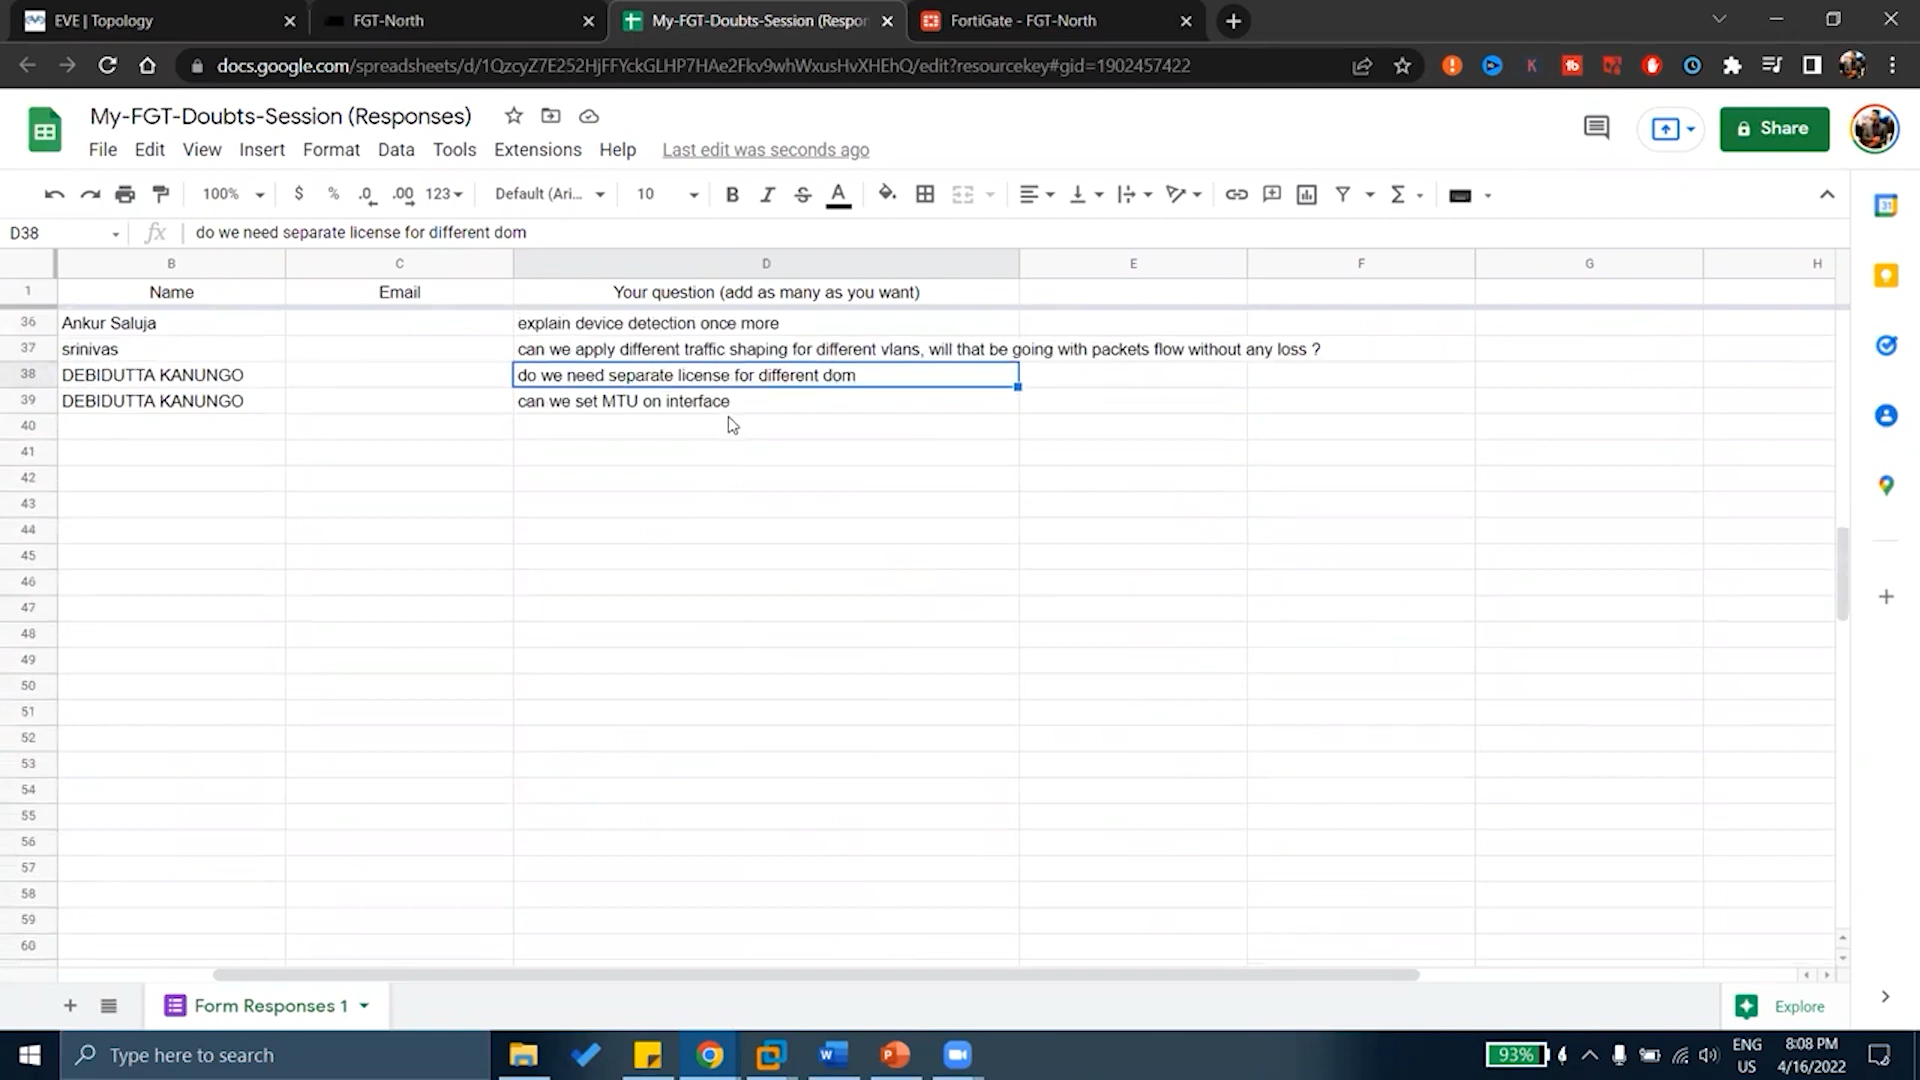 EVE | Topology
FGT-North
My-FGT-Doubts-Session (Respon
FortiGate - FGT-North
docs.google.com/spreadsheets/d/1QzcyZ7E252HjFFYckGLHP7HAe2Fkv9whWxusHvXHEhQ/edit?resourcekey#gid=1902457422
My-FGT-Doubts-Session (Responses)
File Edit View Insert Format Data Tools Extensions Help Last edit was seconds ago
Share
100% $ % .0 .00 123 Default (Ari... 10 B I S A
D38 fx do we need separate license for different dom
B C D E F G H
1 Name Email Your question (add as many as you want)
36 Ankur Saluja explain device detection once more
37 srinivas can we apply different traffic shaping for different vlans, will that be going with packets flow without any loss ?
38 DEBIDUTTA KANUNGO do we need separate license for different dom
39 DEBIDUTTA KANUNGO can we set MTU on interface
40
41
42
43
44
45
46
47
48
49
50
51
52
53
54
55
56
57
58
59
60
Form Responses 1
Explore
Type here to search
93%
ENG
US
8:08 PM
4/16/2022